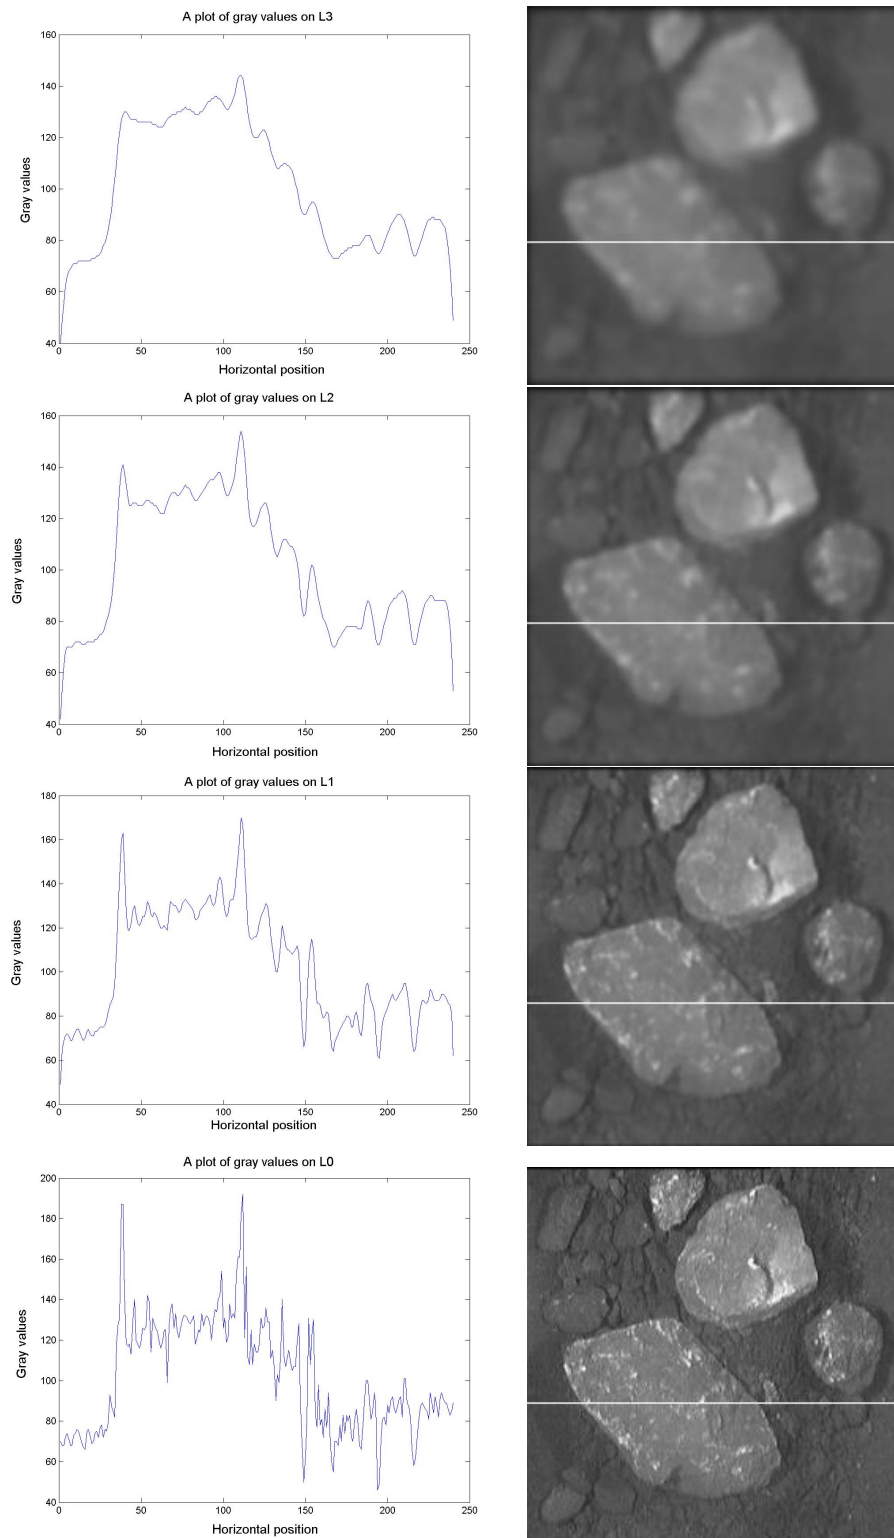 A plot of gray values on L3
160
140
120
100
80
60
40
Gray values
0 50 100 150 200 250
Horizontal position
A plot of gray values on L2
160
140
120
100
80
60
40
Gray values
0 50 100 150 200 250
Horizontal position
A plot of gray values on L1
180
160
140
120
100
80
60
40
Gray values
0 50 100 150 200 250
Horizontal position
A plot of gray values on L0
200
180
160
140
120
100
80
60
40
Gray values
0 50 100 150 200 250
Horizontal position